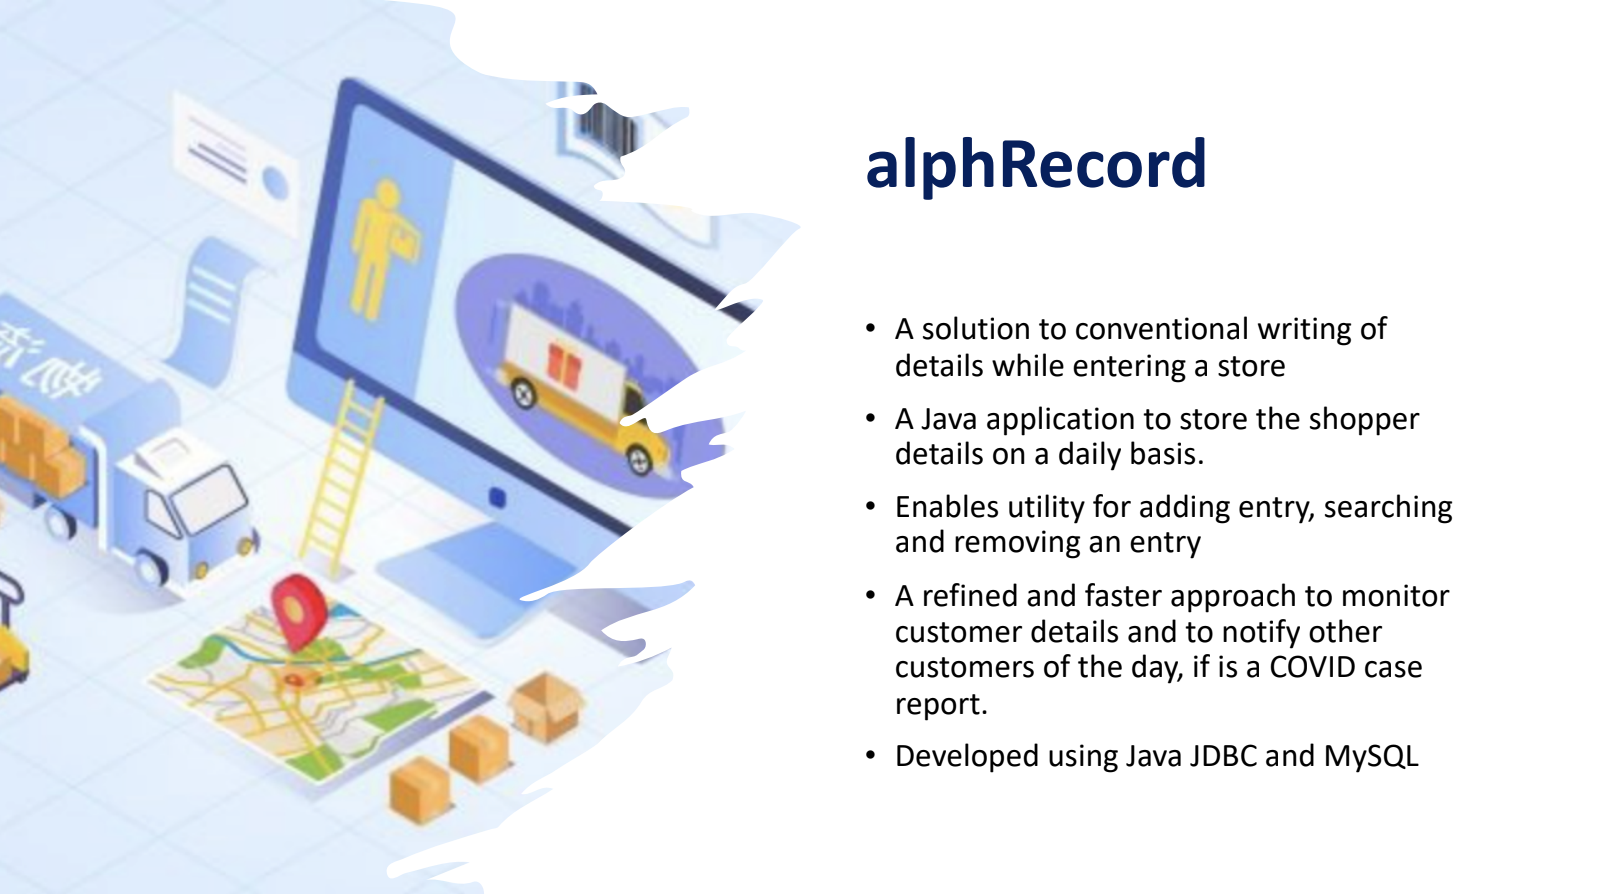 alphRecord
• A solution to conventional writing of
details while entering a store
• A Java application to store the shopper
details on a daily basis.
• Enables utility for adding entry, searching
and removing an entry
• A refined and faster approach to monitor
customer details and to notify other
customers of the day, if is a COVID case
report.
• Developed using Java JDBC and MySQL